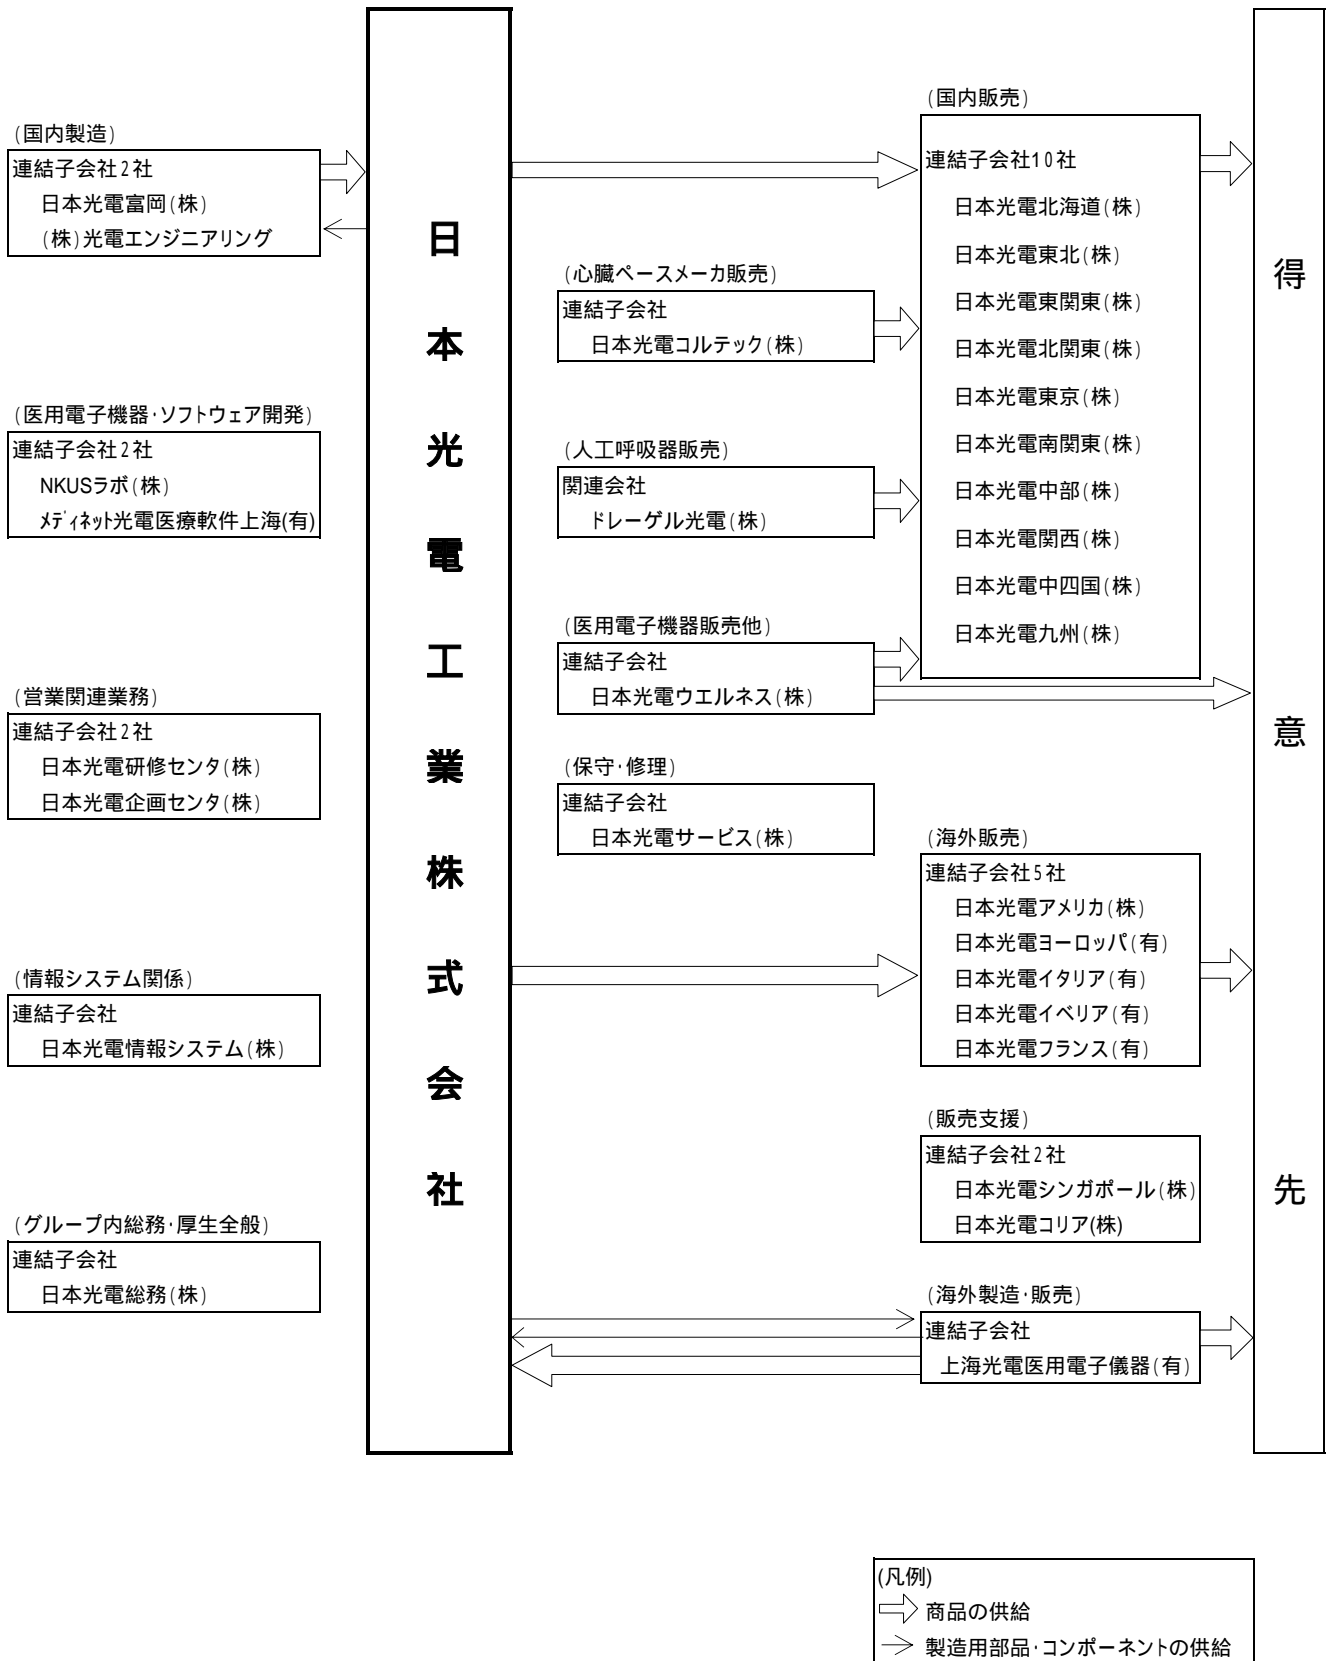 (国内製造)
連結子会社2社
日本光電富岡(株)
(株)光電エンジニアリング
(医用電子機器・ソフトウェア開発)
連結子会社2社
NKUSラボ(株)
メディネット光電医療軟件上海(有)
(営業関連業務)
連結子会社2社
日本光電研修センタ(株)
日本光電企画センタ(株)
(情報システム関係)
連結子会社
日本光電情報システム(株)
(グループ内総務・厚生全般)
連結子会社
日本光電総務(株)
日本光電工業株式会社
(心臓ペースメーカ販売)
連結子会社
日本光電コルテック(株)
(人工呼吸器販売)
関連会社
ドレーゲル光電(株)
(医用電子機器販売他)
連結子会社
日本光電ウエルネス(株)
(保守・修理)
連結子会社
日本光電サービス(株)
(国内販売)
連結子会社10社
日本光電北海道(株)
日本光電東北(株)
日本光電東関東(株)
日本光電北関東(株)
日本光電東京(株)
日本光電南関東(株)
日本光電中部(株)
日本光電関西(株)
日本光電中四国(株)
日本光電九州(株)
(海外販売)
連結子会社5社
日本光電アメリカ(株)
日本光電ヨーロッパ(有)
日本光電イタリア(有)
日本光電イベリア(有)
日本光電フランス(有)
(販売支援)
連結子会社2社
日本光電シンガポール(株)
日本光電コリア(株)
(海外製造・販売)
連結子会社
上海光電医用電子儀器(有)
得意先
(凡例)
商品の供給
製造用部品・コンポーネントの供給